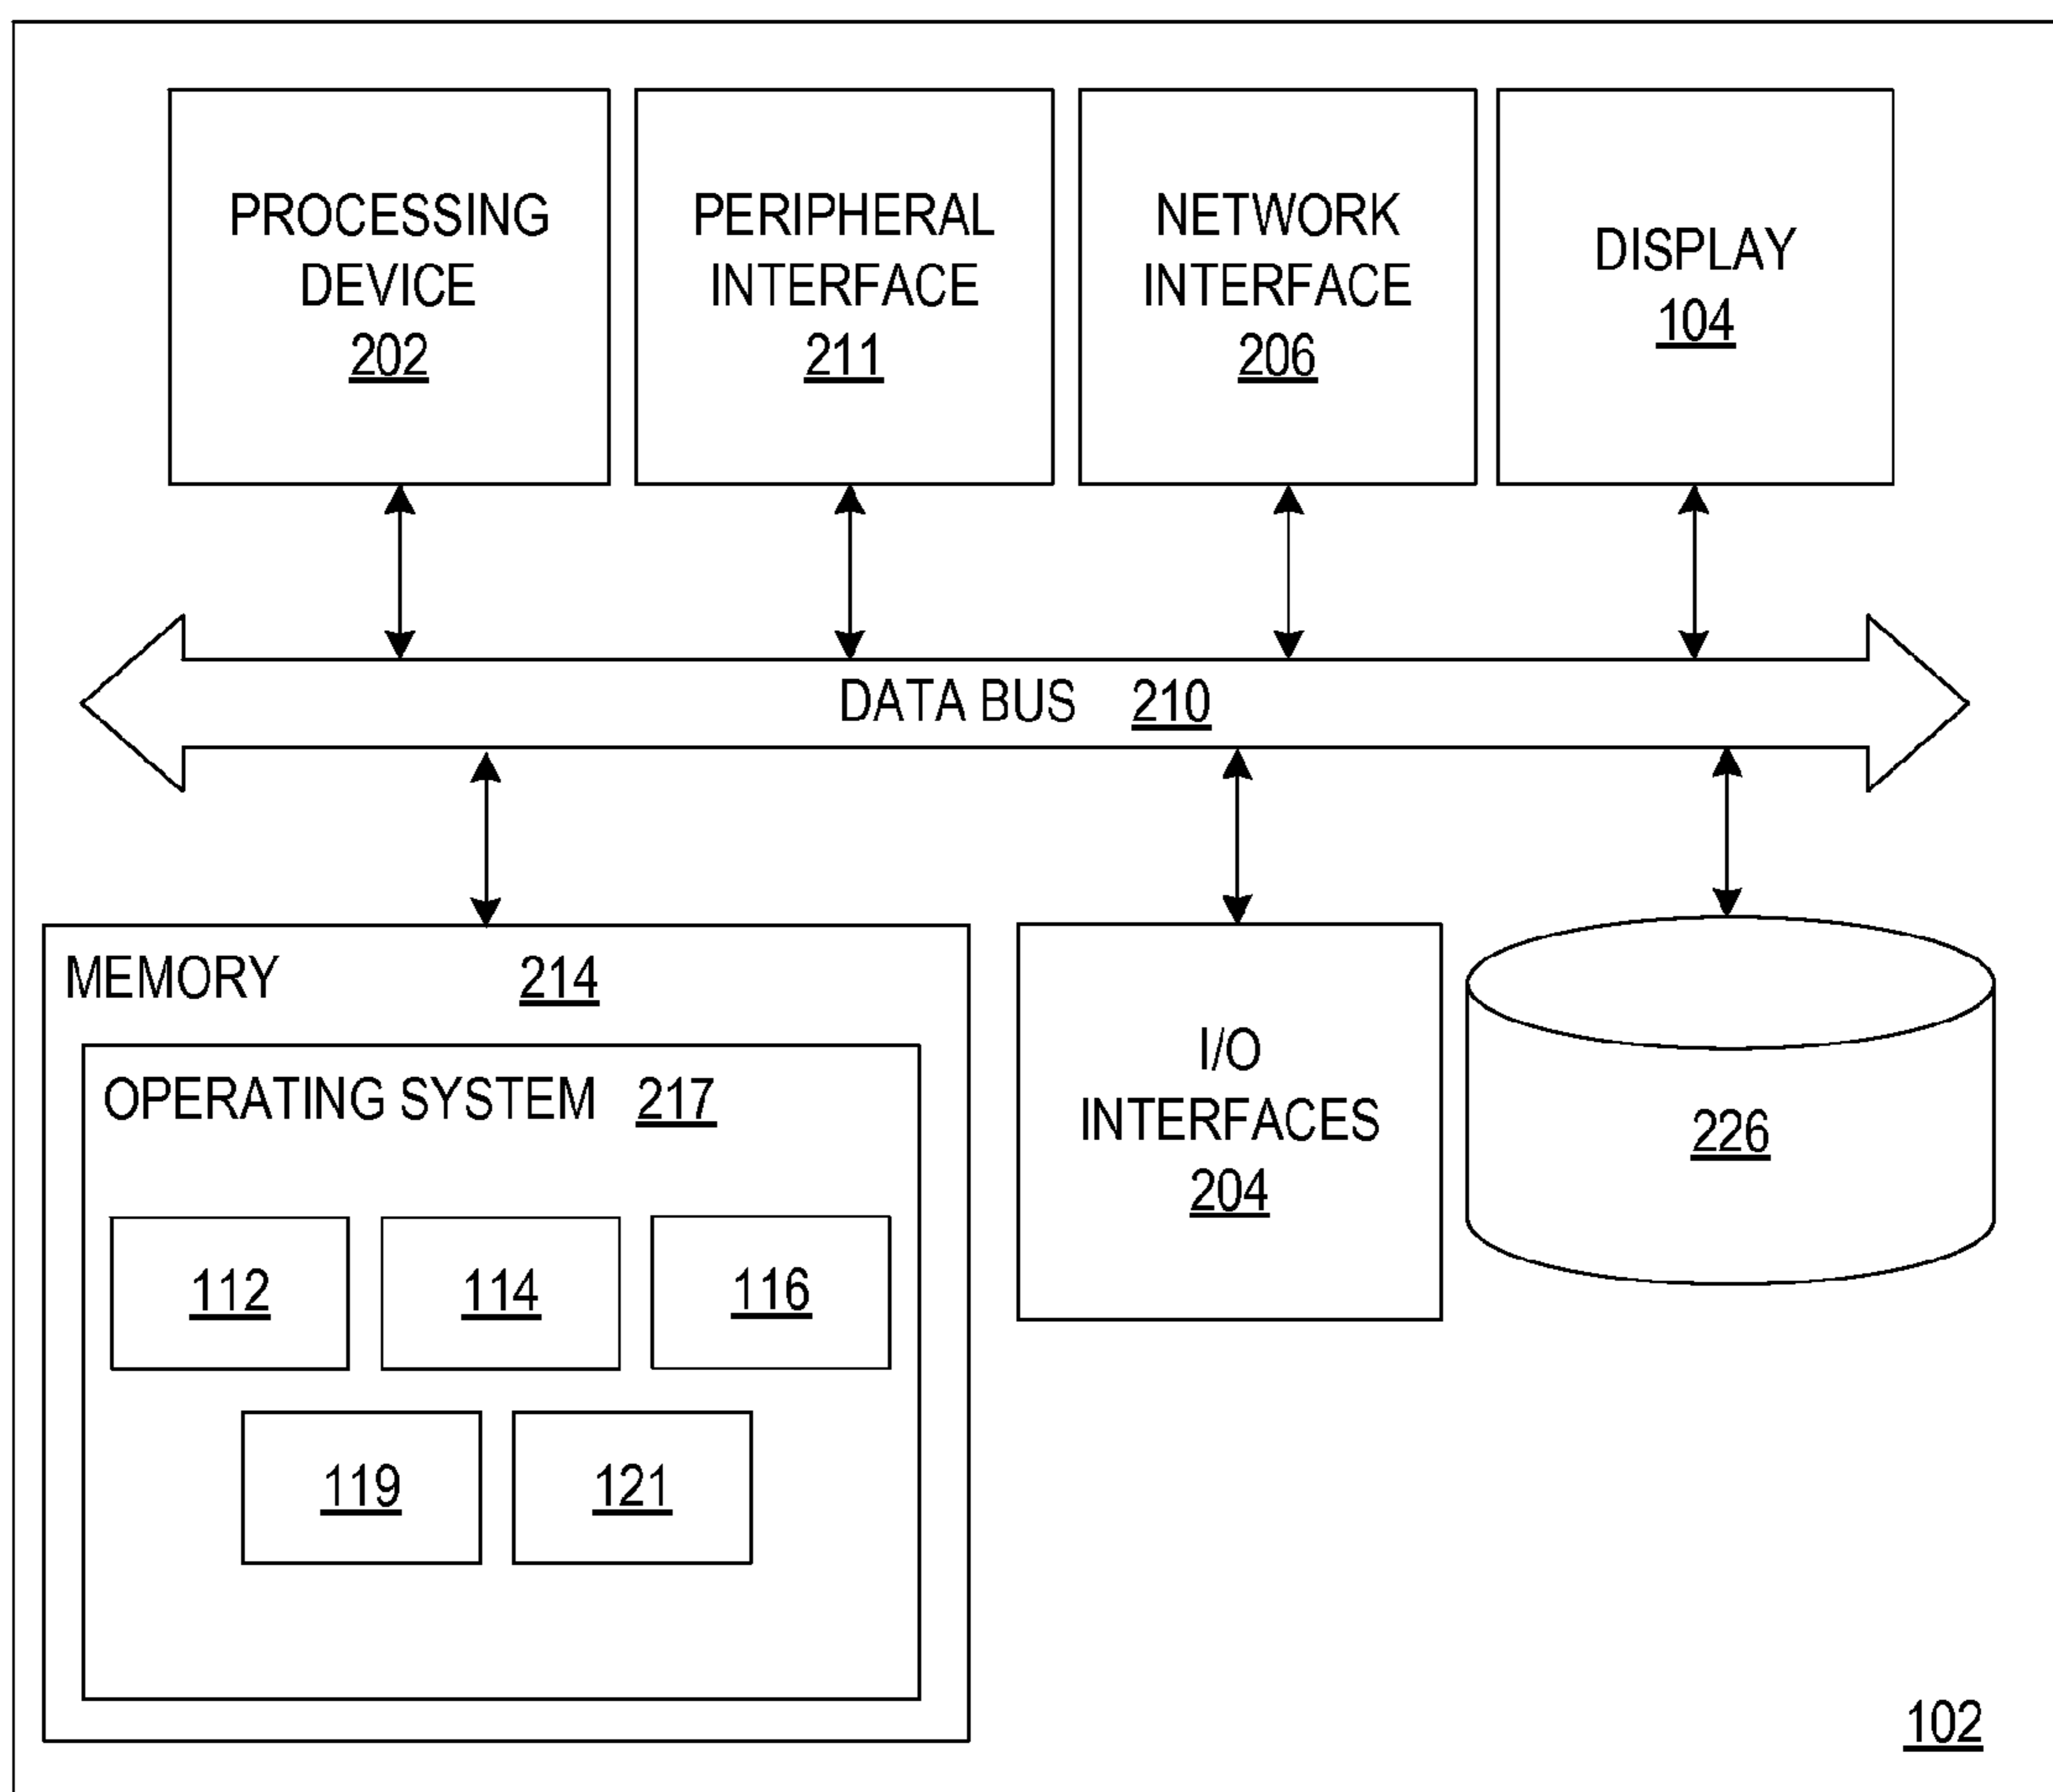 PROCESSING
DEVICE
202
PERIPHERAL
INTERFACE
211
NETWORK
INTERFACE
206
DISPLAY
104
DATA BUS 210
MEMORY 214
OPERATING SYSTEM 217
112
114
116
119
121
I/O
INTERFACES
204
226
102